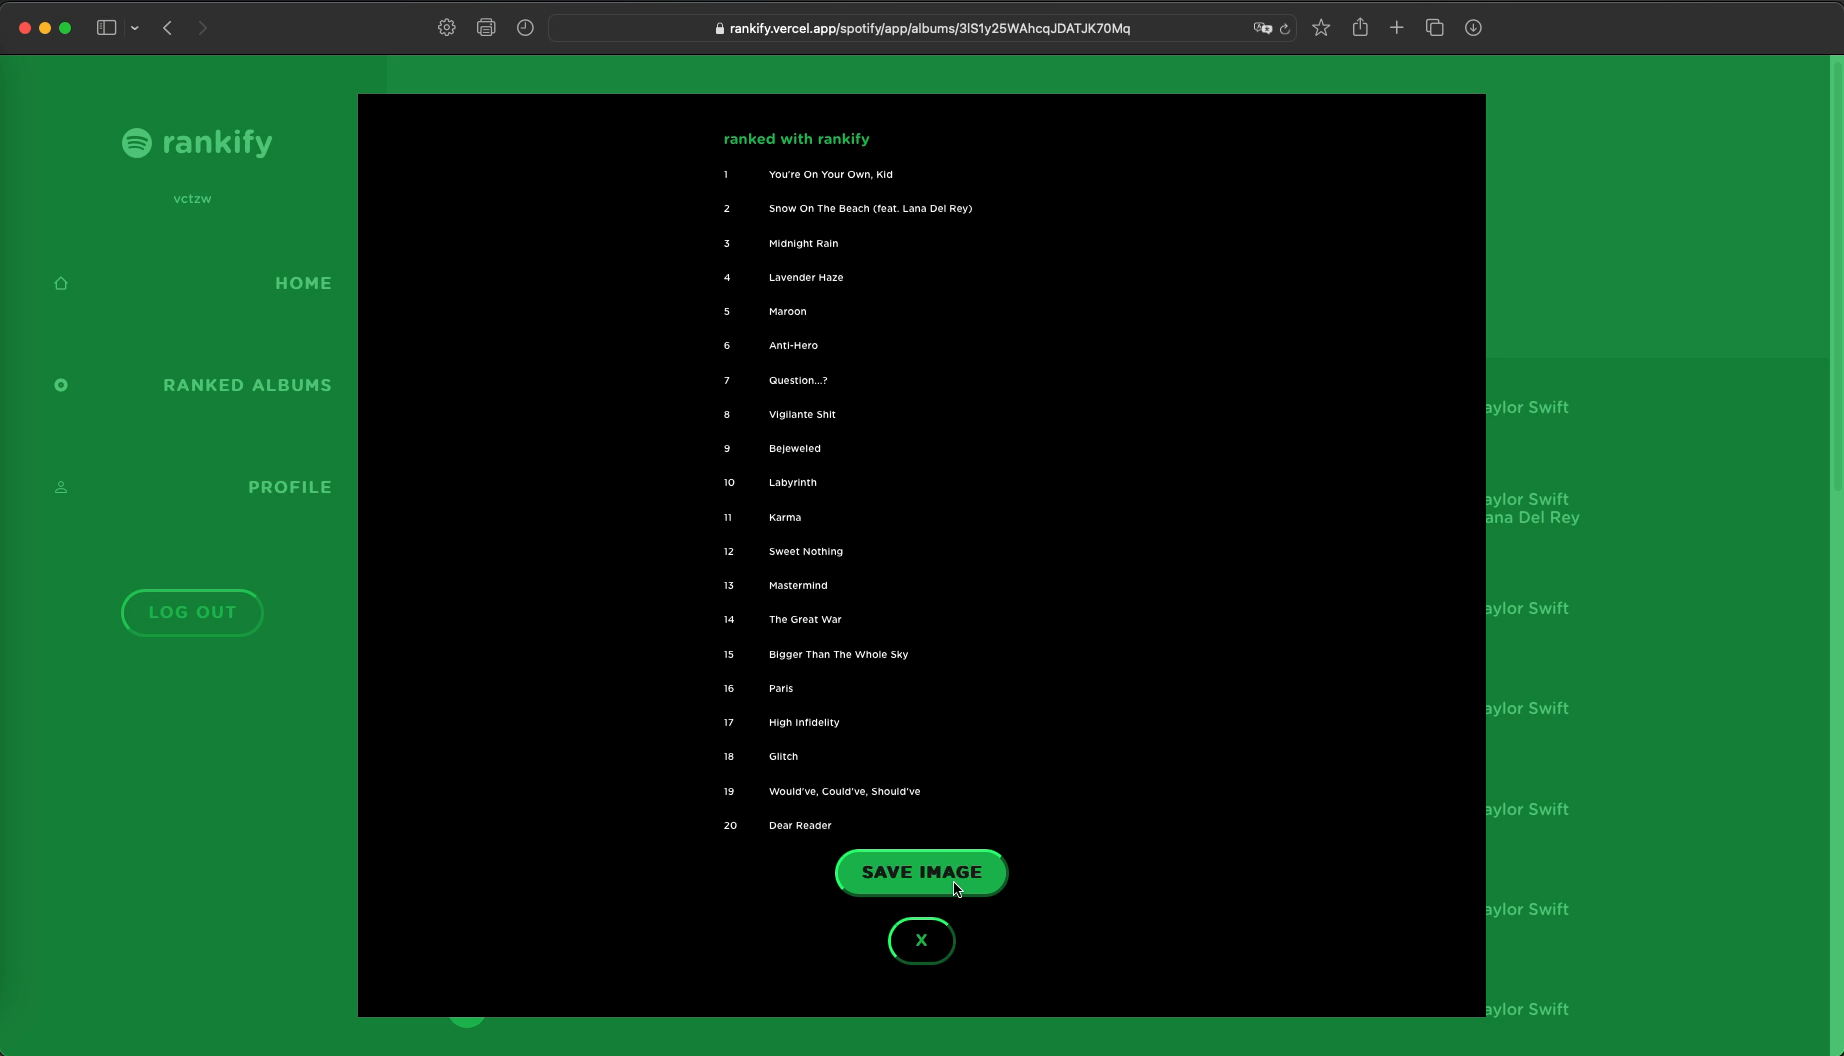 rankify.vercel.app/spotify/app/albums/3lS1y25WAhcqJDATJK70Mq
rankify
vctzw
HOME
RANKED ALBUMS
PROFILE
LOG OUT
ranked with rankify
1 You're On Your Own, Kid
2 Snow On The Beach (feat. Lana Del Rey)
3 Midnight Rain
4 Lavender Haze
5 Maroon
6 Anti-Hero
7 Question...?
8 Vigilante Shit
9 Bejeweled
10 Labyrinth
11 Karma
12 Sweet Nothing
13 Mastermind
14 The Great War
15 Bigger Than The Whole Sky
16 Paris
17 High Infidelity
18 Glitch
19 Would've, Could've, Should've
20 Dear Reader
SAVE IMAGE
X
aylor Swift
aylor Swift
ana Del Rey
aylor Swift
aylor Swift
aylor Swift
aylor Swift
aylor Swift